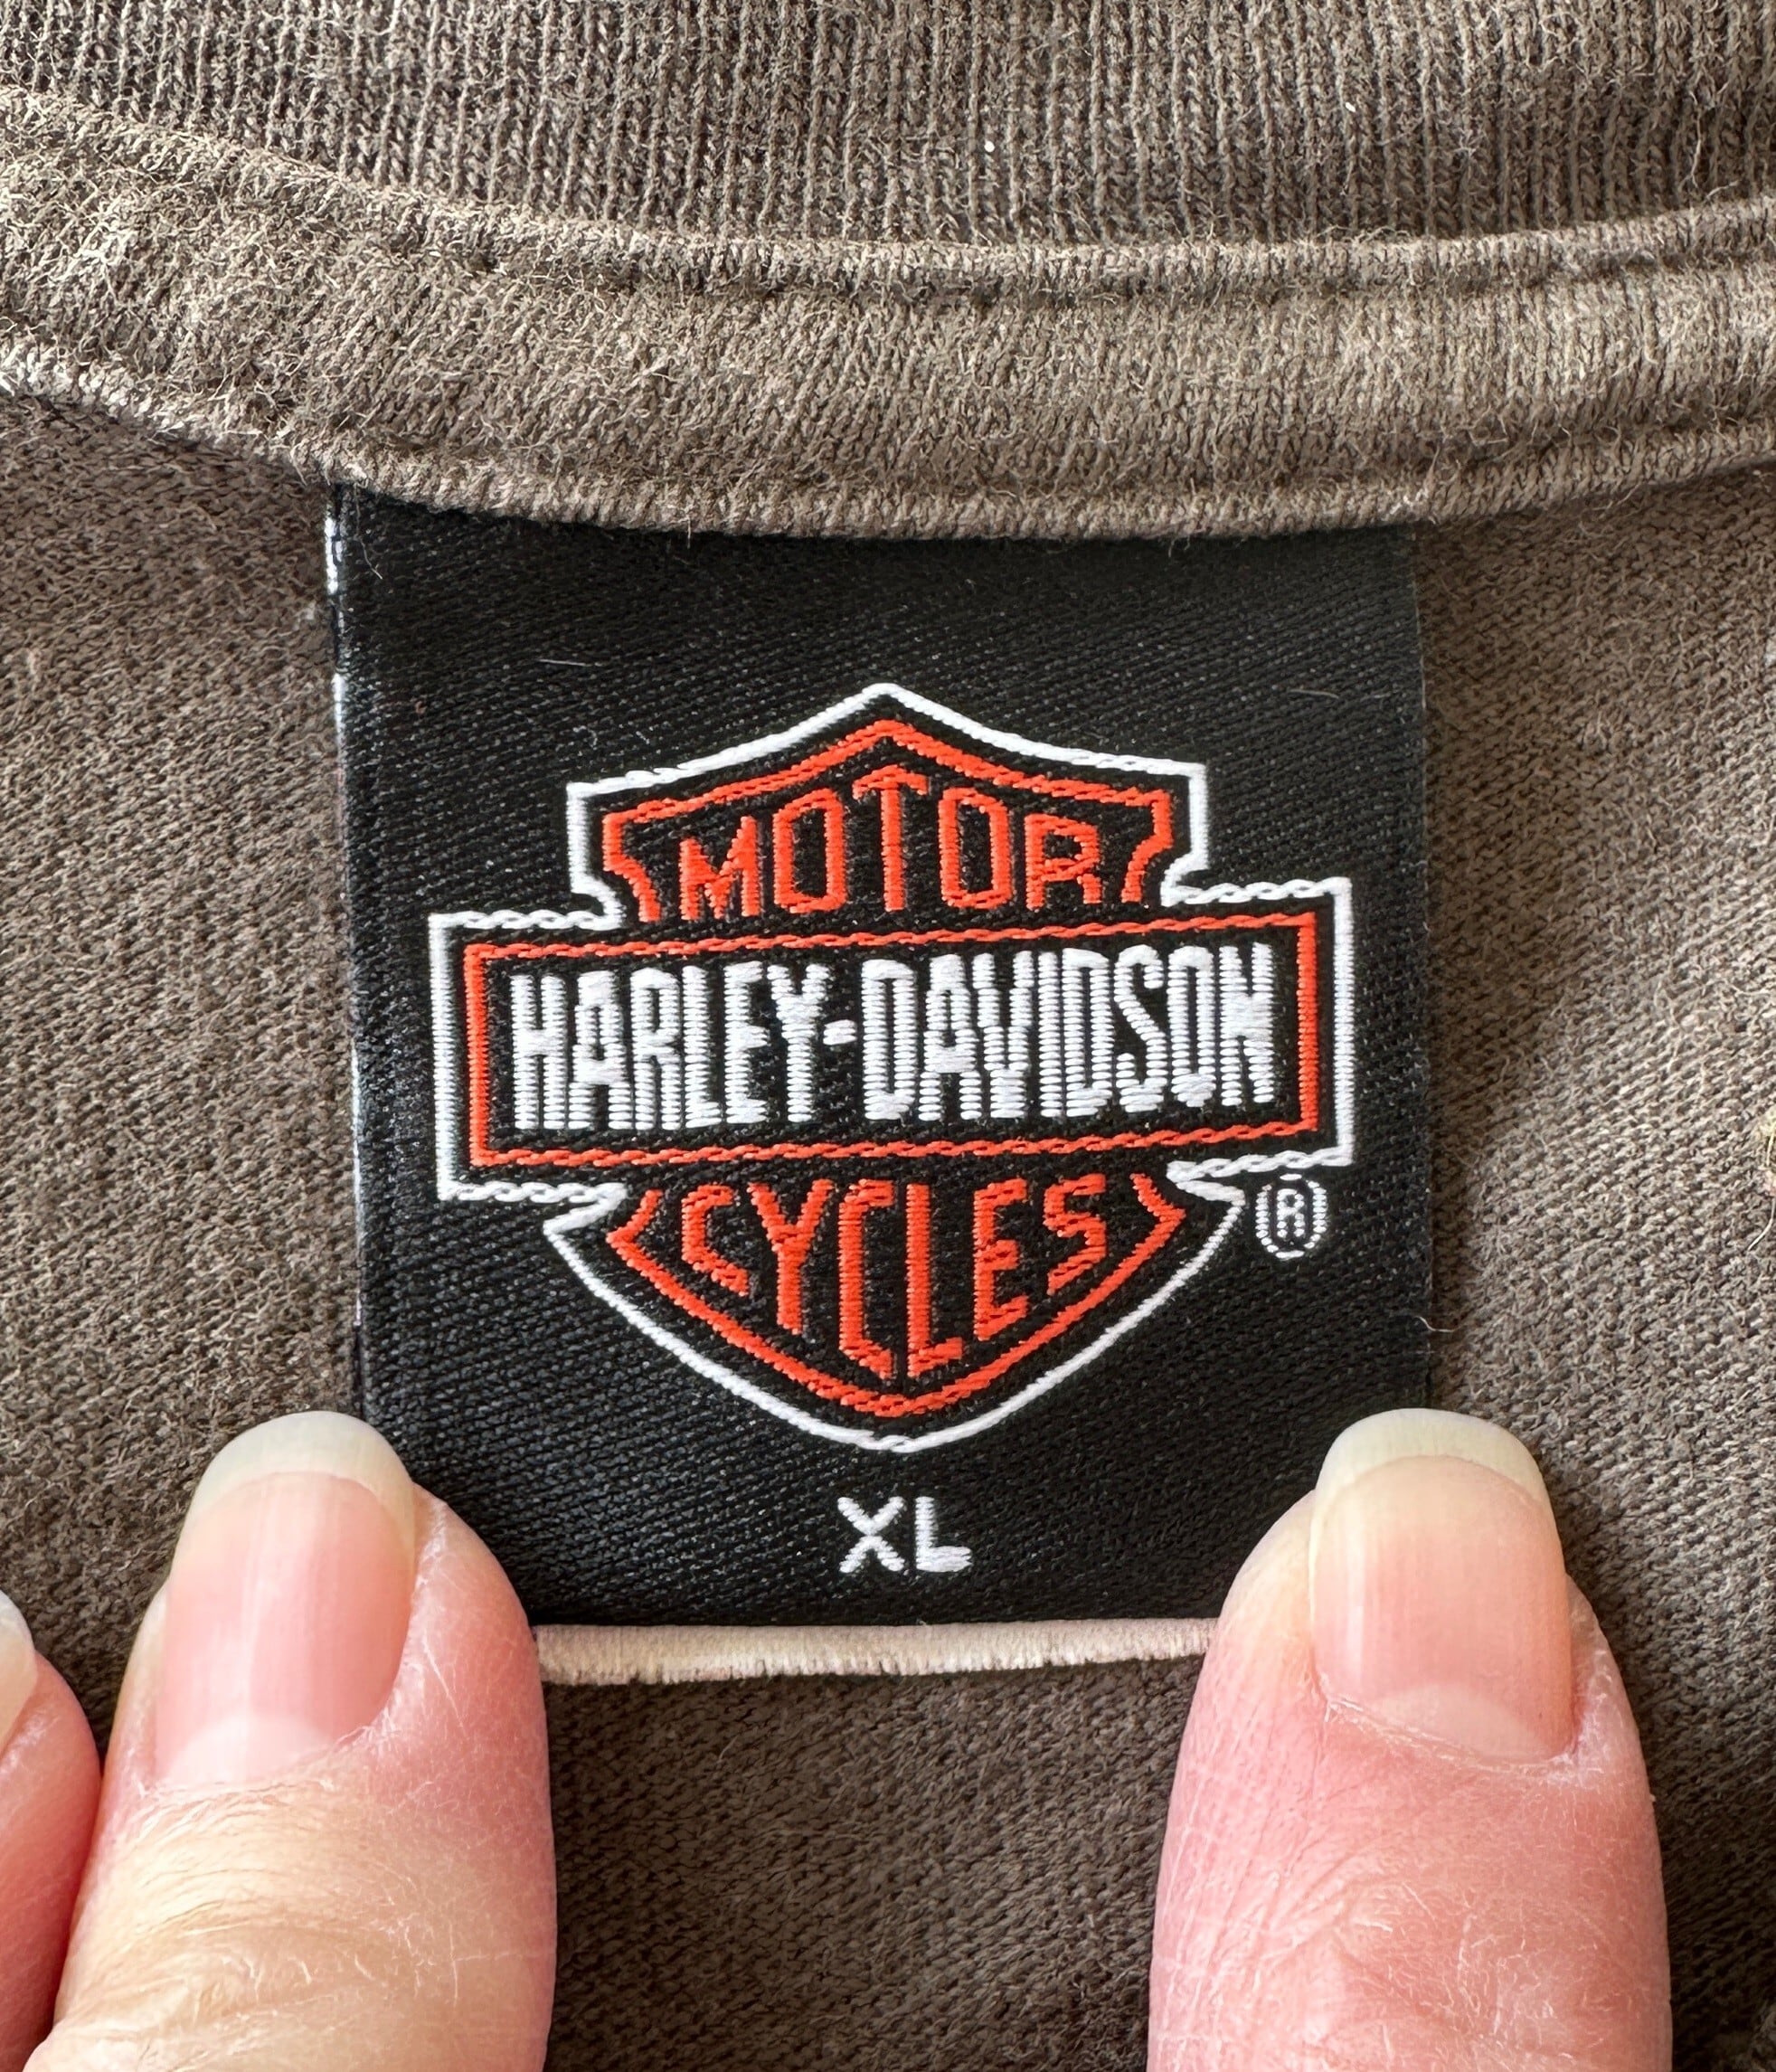 MOTOR
HARLEY-DAVIDSON
CYCLES
®
XL